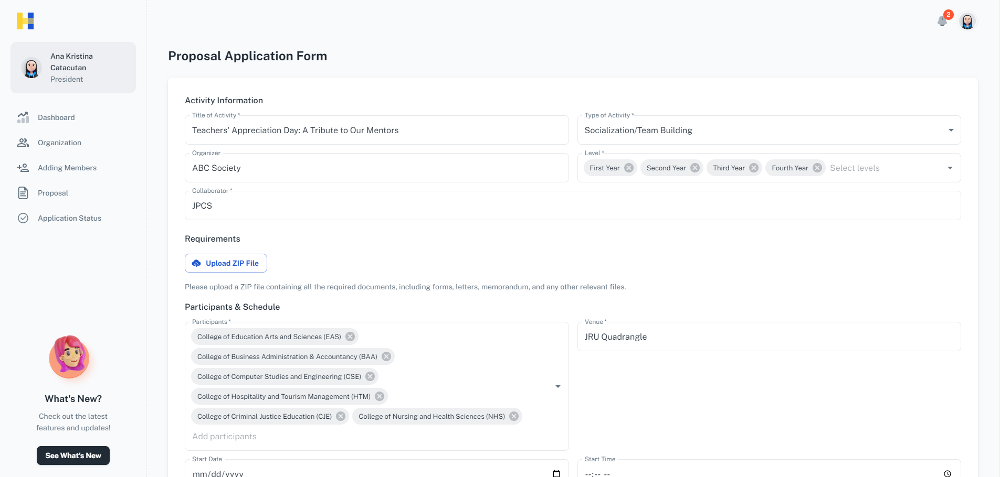 2
Ana Kristina
Catacutan
President
Dashboard
Organization
Adding Members
Proposal
Application Status
What's New?
Check out the latest
features and updates!
See What's New
Proposal Application Form
Activity Information
Title of Activity *
Teachers' Appreciation Day: A Tribute to Our Mentors
Type of Activity *
Socialization/Team Building
Organizer
ABC Society
Level *
First Year Second Year Third Year Fourth Year Select levels
Collaborator *
JPCS
Requirements
Upload ZIP File
Please upload a ZIP file containing all the required documents, including forms, letters, memorandum, and any other relevant files.
Participants & Schedule
Participants *
College of Education Arts and Sciences (EAS)
College of Business Administration & Accountancy (BAA)
College of Computer Studies and Engineering (CSE)
College of Hospitality and Tourism Management (HTM)
College of Criminal Justice Education (CJE) College of Nursing and Health Sciences (NHS)
Add participants
Venue *
JRU Quadrangle
Start Date
mm/dd/yyyy
Start Time
--:-- --